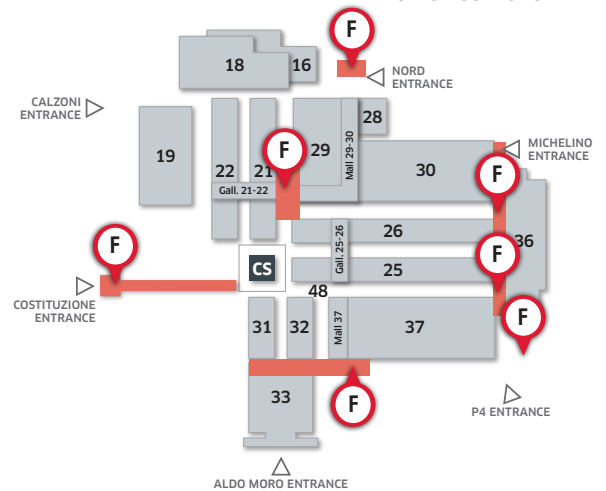 F
18
16
NORD
ENTRANCE
CALZONI
ENTRANCE
28
19
22
21
F
29
Mall 29-30
30
MICHELINO
ENTRANCE
Gall. 21-22
F
26
36
F
Gall. 25-26
CS
25
F
COSTITUZIONE
ENTRANCE
48
31
32
Mall 37
37
F
33
F
P4 ENTRANCE
ALDO MORO ENTRANCE